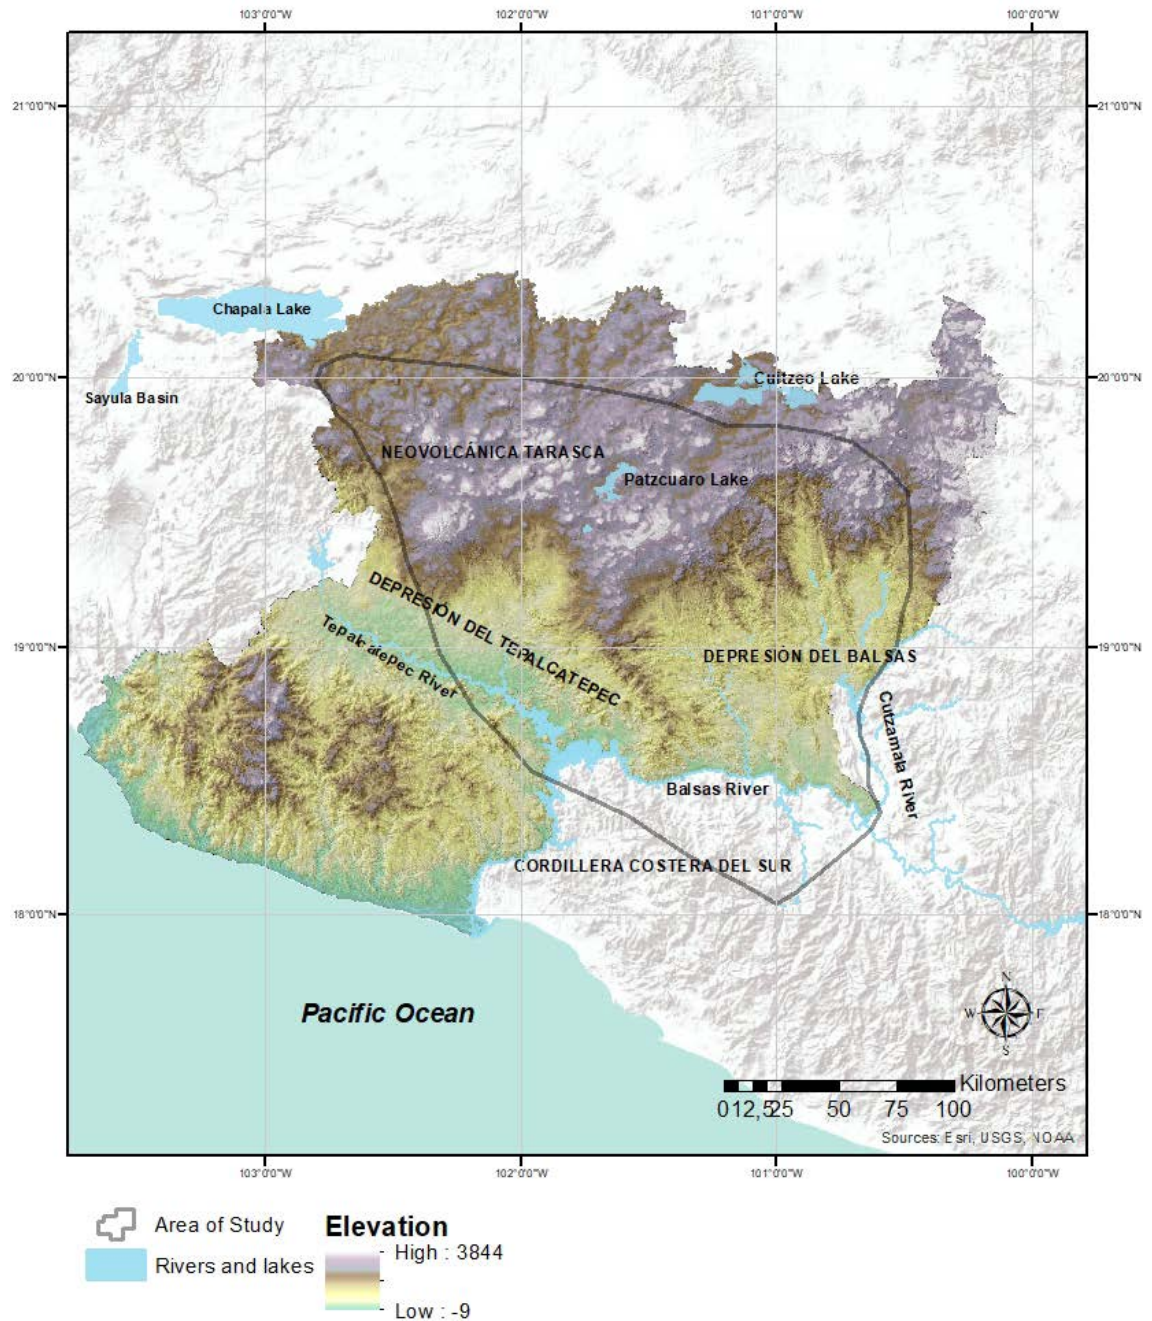 103°0'0"W 102°0'0"W 101°0'0"W 100°0'0"W
21°0'0"N 21°0'0"N
Chapala Lake
20°0'0"N Cuitzeo Lake 20°0'0"N
Sayula Basin
NEOVOLCÁNICA TARASCA
Patzcuaro Lake
DEPRESIÓN DEL TEPALCATEPEC
Tepalcatepec River
19°0'0"N DEPRESIÓN DEL BALSAS 19°0'0"N
Cutzamala River
Balsas River
CORDILLERA COSTERA DEL SUR
18°0'0"N 18°0'0"N
Pacific Ocean
N
W E
S
Kilometers
0 12,5 25 50 75 100
Sources: Esri, USGS, NOAA
103°0'0"W 102°0'0"W 101°0'0"W 100°0'0"W
Area of Study
Rivers and lakes
Elevation
High : 3844
Low : -9